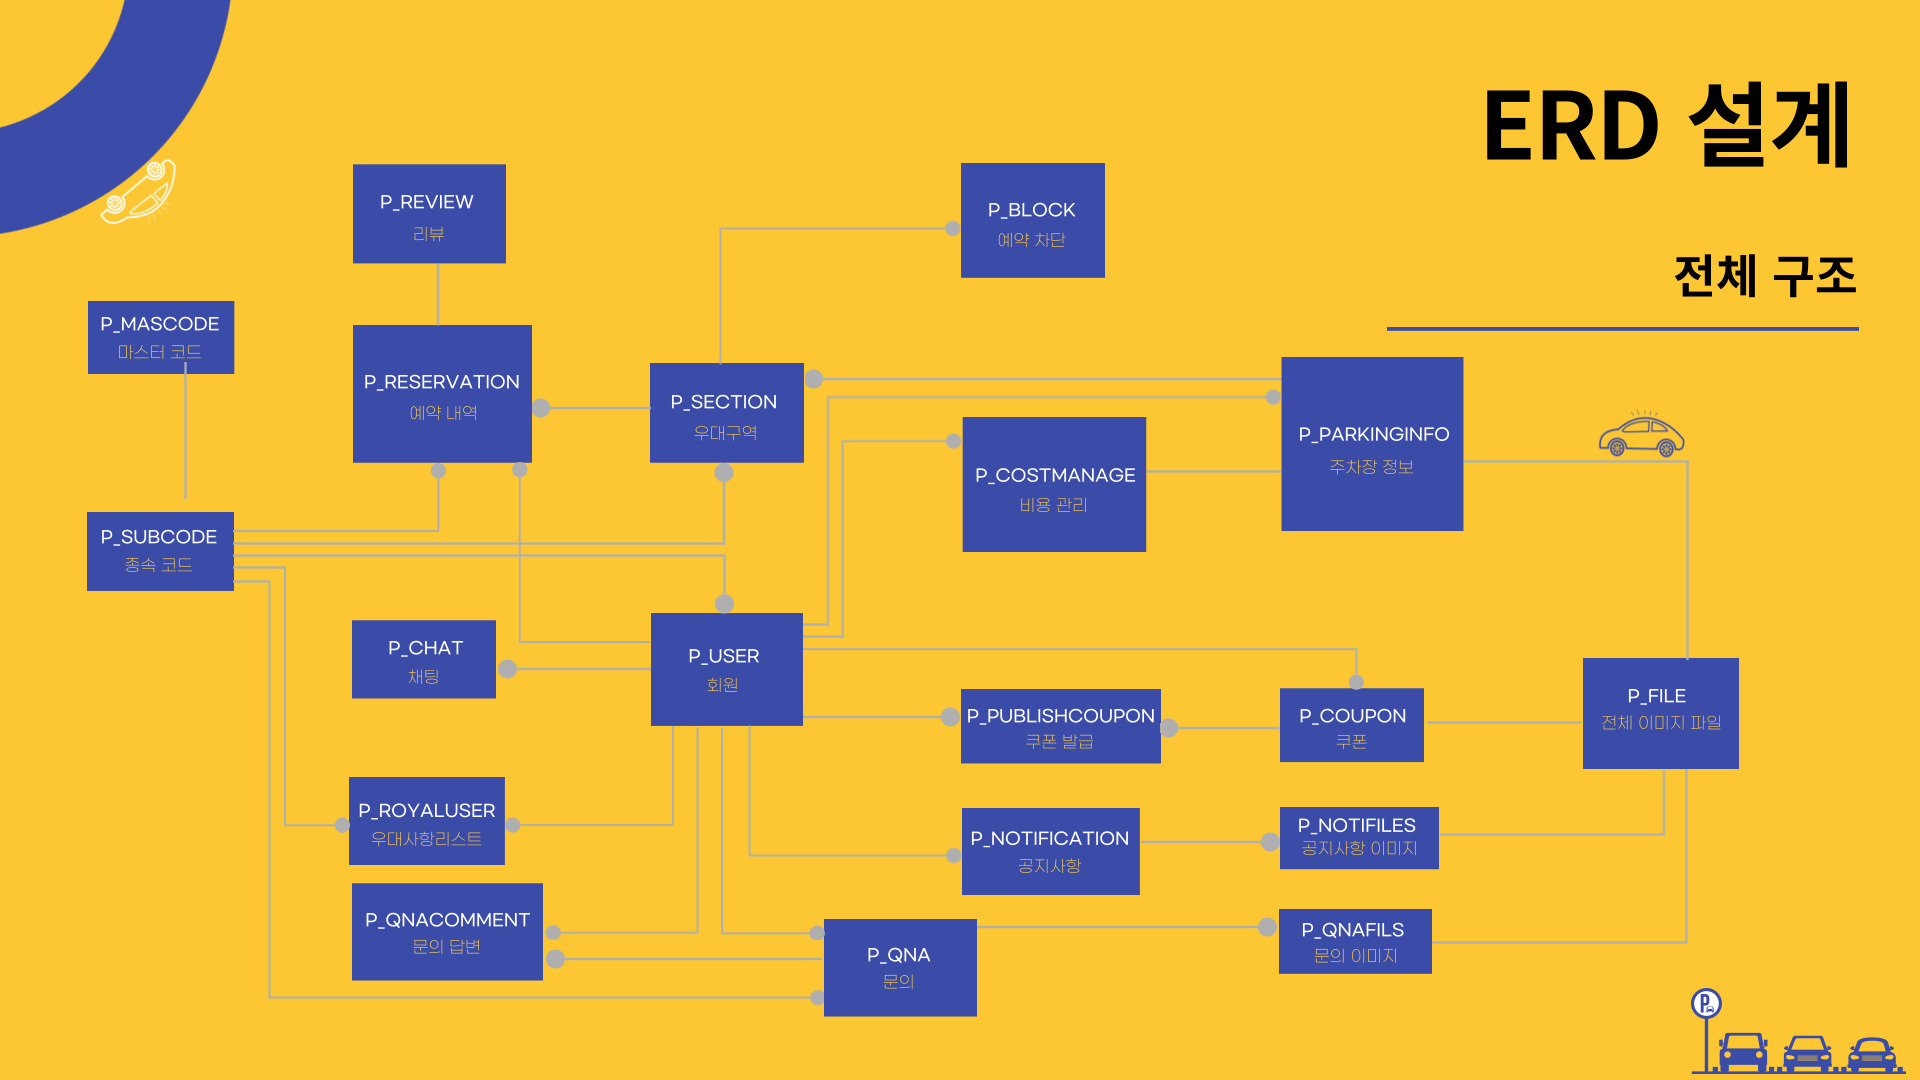 ERD 설계
전체 구조
P_REVIEW
리뷰
P_BLOCK
예약 차단
P_MASCODE
마스터 코드
P_RESERVATION
예약 내역
P_SECTION
우대구역
P_PARKINGINFO
주차장 정보
P_COSTMANAGE
비용 관리
P_SUBCODE
종속 코드
P_CHAT
채팅
P_USER
회원
P_FILE
전체 이미지 파일
P_PUBLISHCOUPON
쿠폰 발급
P_COUPON
쿠폰
P_ROYALUSER
우대사항리스트
P_NOTIFICATION
공지사항
P_NOTIFILES
공지사항 이미지
P_QNACOMMENT
문의 답변
P_QNA
문의
P_QNAFILS
문의 이미지
P